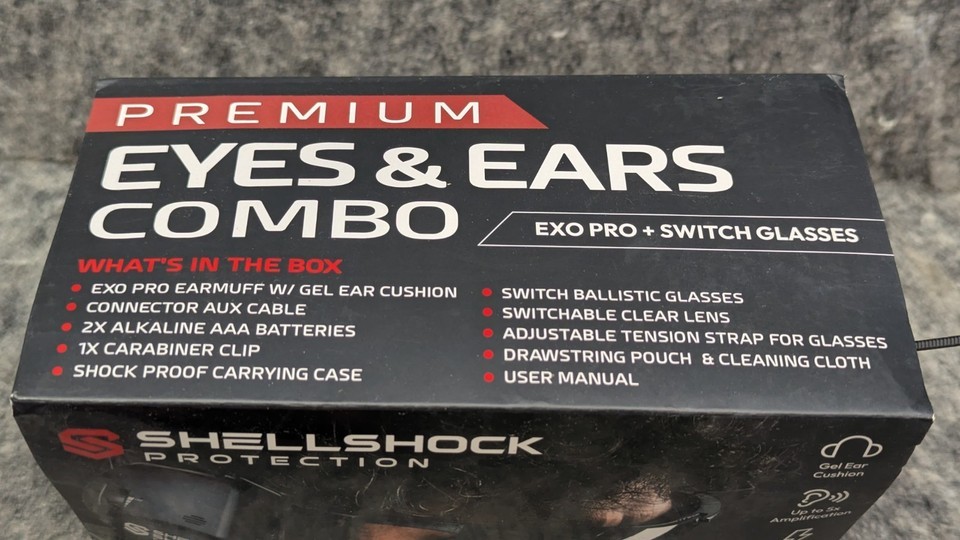 PREMIUM
EYES & EARS
COMBO
EXO PRO + SWITCH GLASSES
WHAT'S IN THE BOX
• EXO PRO EARMUFF W/ GEL EAR CUSHION
• CONNECTOR AUX CABLE
• 2X ALKALINE AAA BATTERIES
• 1X CARABINER CLIP
• SHOCK PROOF CARRYING CASE
• SWITCH BALLISTIC GLASSES
• SWITCHABLE CLEAR LENS
• ADJUSTABLE TENSION STRAP FOR GLASSES
• DRAWSTRING POUCH & CLEANING CLOTH
• USER MANUAL
SHELLSHOCK
PROTECTION
Gel Ear
Cushion
Up to 5x
Amplification